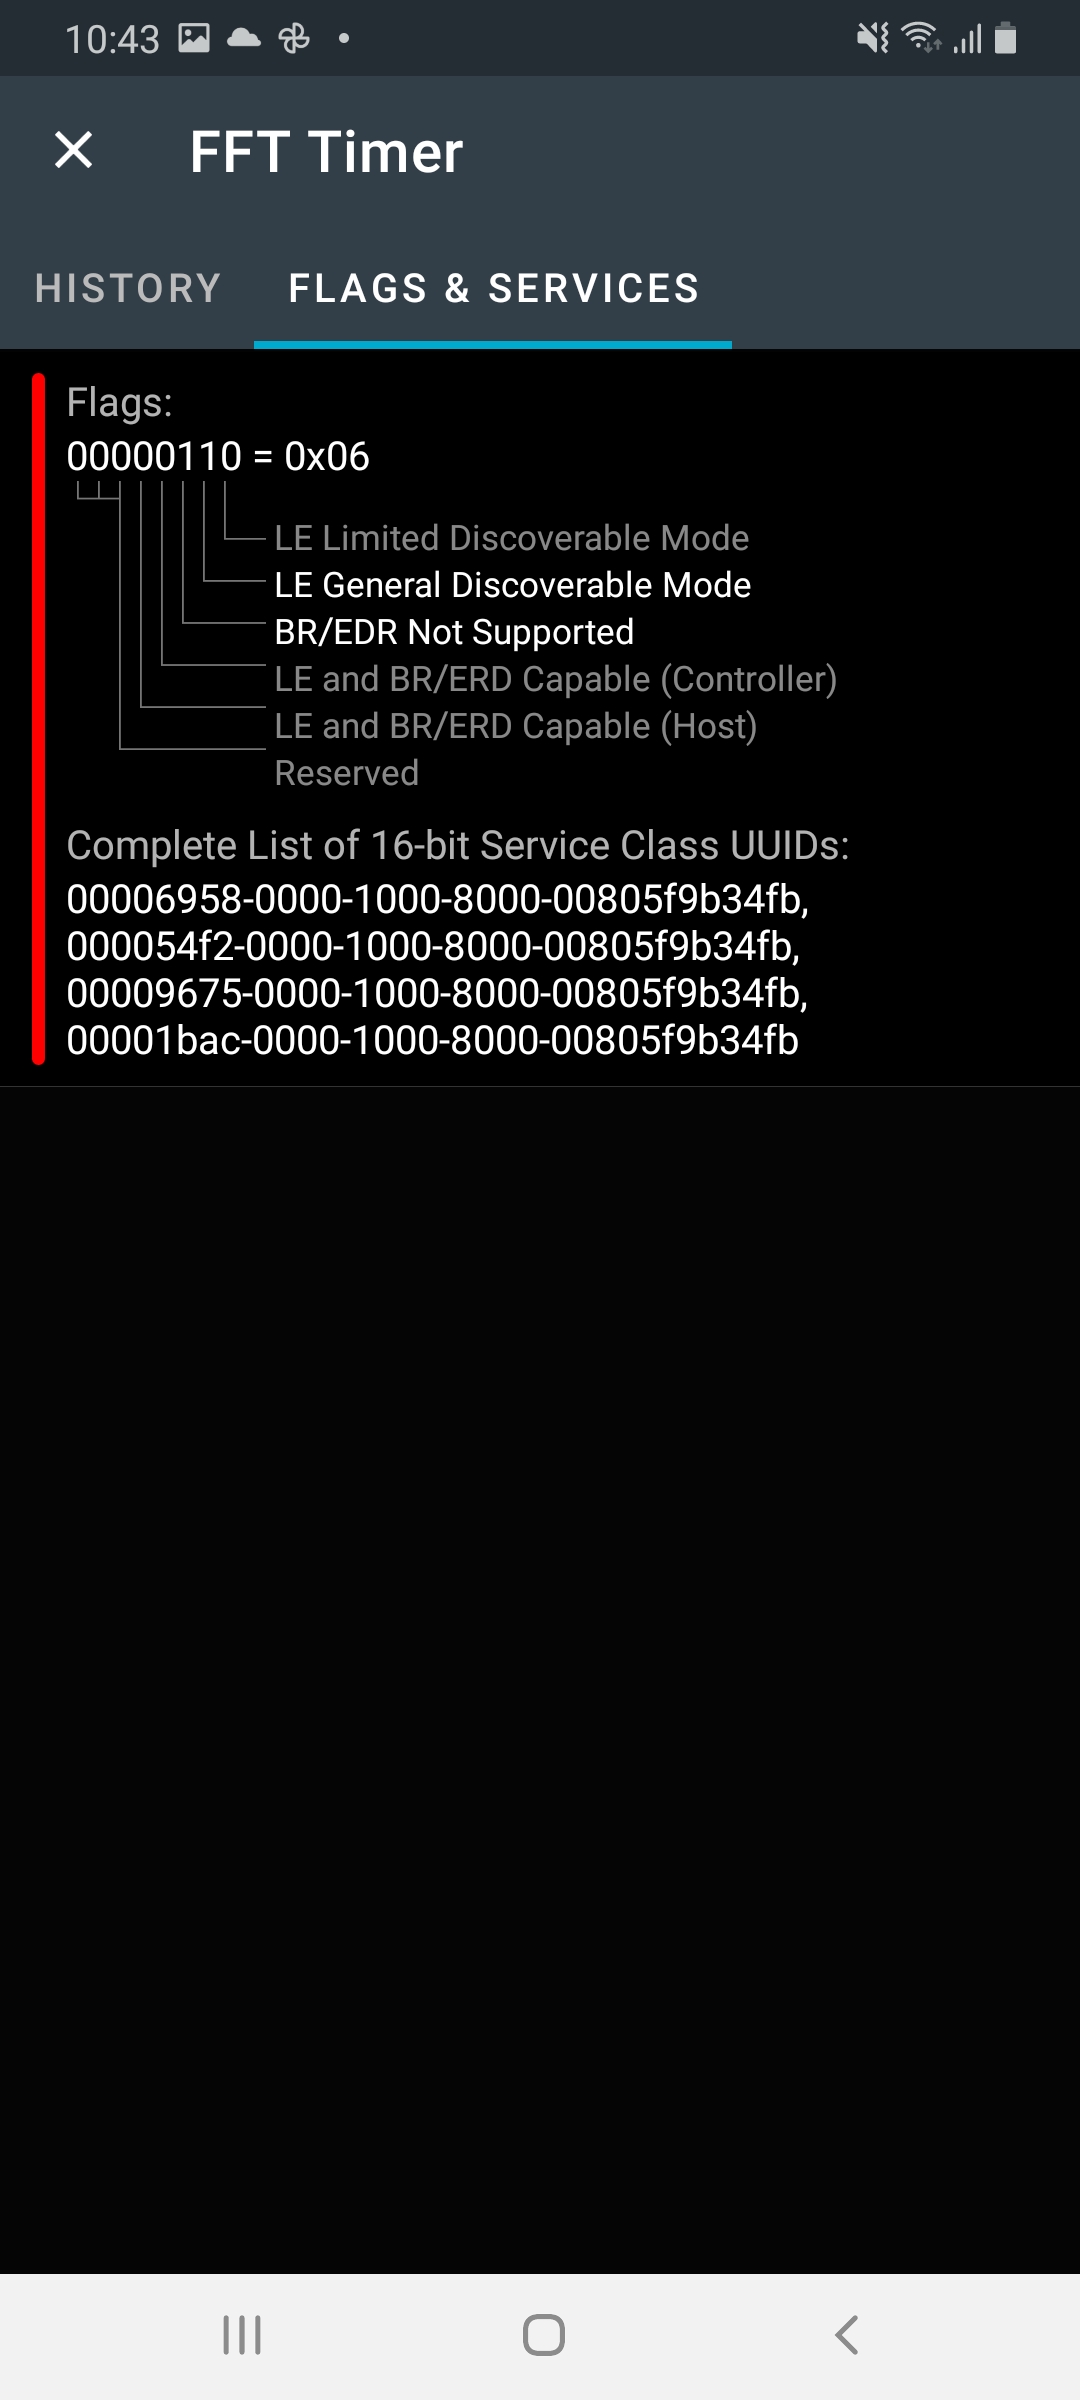 10:43
FFT Timer
HISTORY FLAGS & SERVICES
Flags:
00000110 = 0x06
LE Limited Discoverable Mode
LE General Discoverable Mode
BR/EDR Not Supported
LE and BR/ERD Capable (Controller)
LE and BR/ERD Capable (Host)
Reserved
Complete List of 16-bit Service Class UUIDs:
00006958-0000-1000-8000-00805f9b34fb,
000054f2-0000-1000-8000-00805f9b34fb,
00009675-0000-1000-8000-00805f9b34fb,
00001bac-0000-1000-8000-00805f9b34fb